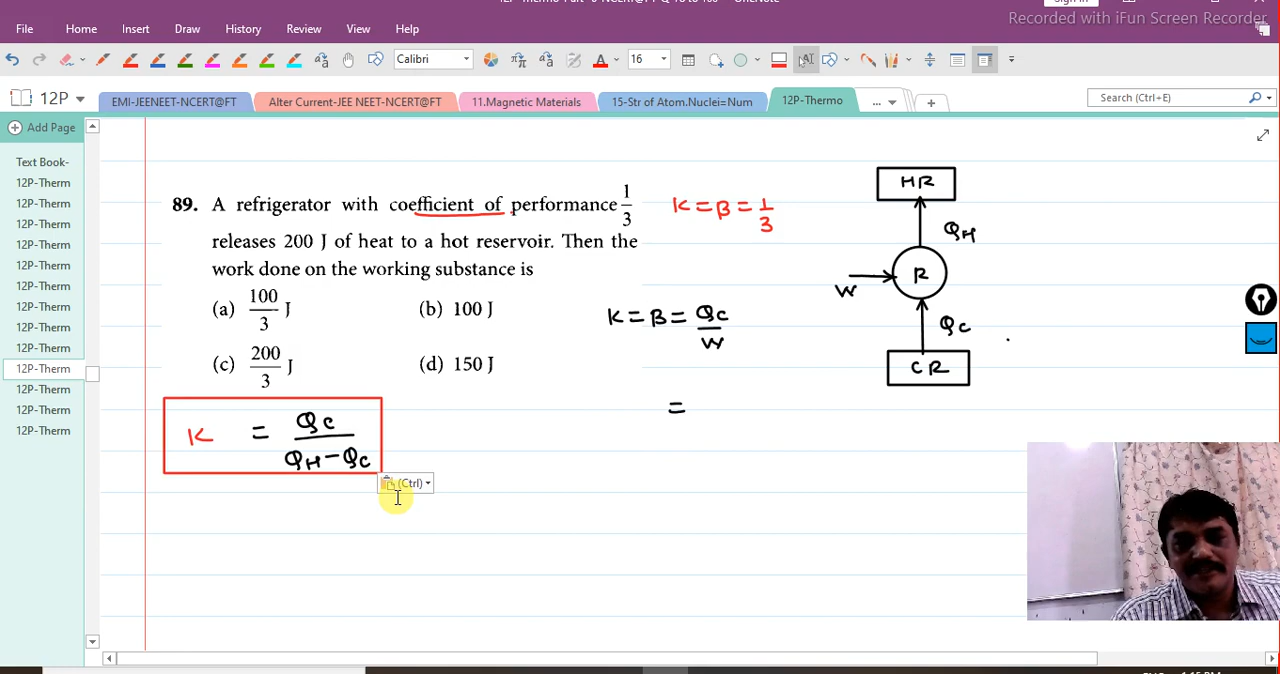 12P-Thermo-Part
OneNote
Sign in
Recorded with iFun Screen Recorder
File Home Insert Draw History Review View Help
Calibri 16
12P EMI-JEENEET-NCERT@FT Alter Current-JEE NEET-NCERT@FT 11.Magnetic Materials 15-Str of Atom.Nuclei=Num 12P-Thermo ... Search (Ctrl+E)
Add Page
Text Book-
12P-Therm
12P-Therm
12P-Therm
12P-Therm
12P-Therm
12P-Therm
12P-Therm
12P-Therm
12P-Therm
12P-Therm
12P-Therm
12P-Therm
12P-Therm
89. A refrigerator with coefficient of performance 1/3
releases 200 J of heat to a hot reservoir. Then the
work done on the working substance is
(a) 100/3 J (b) 100 J
(c) 200/3 J (d) 150 J
K = β = 1/3
K = β = QC/W
=
K = QC/(QH-QC)
(Ctrl)
HR
QH
R
W
QC
CR